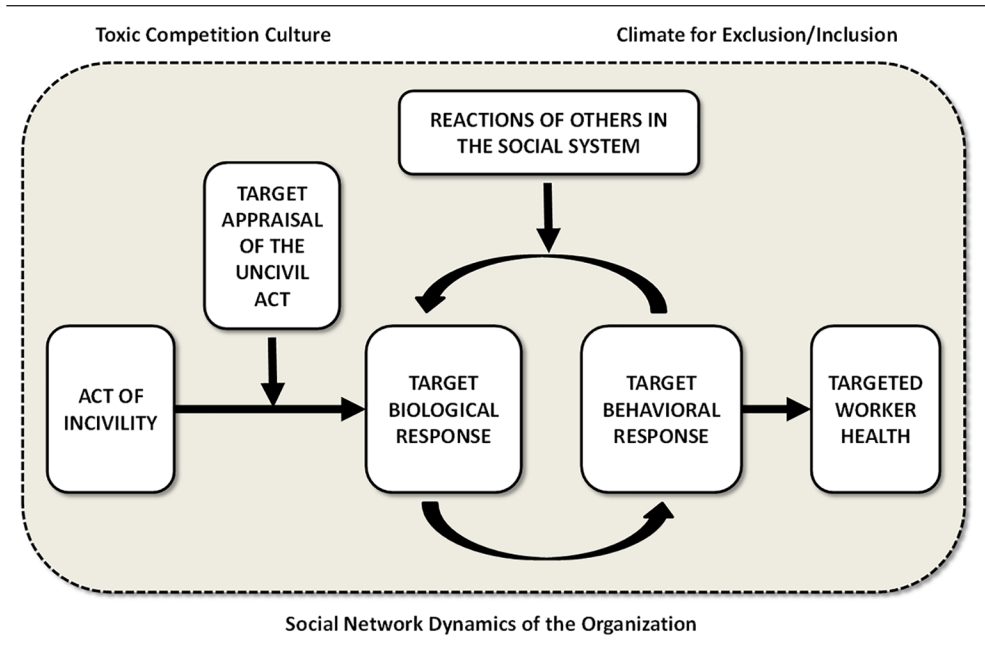 Toxic Competition Culture
Climate for Exclusion/Inclusion
REACTIONS OF OTHERS IN
THE SOCIAL SYSTEM
TARGET
APPRAISAL
OF THE
UNCIVIL
ACT
ACT OF
INCIVILITY
TARGET
BIOLOGICAL
RESPONSE
TARGET
BEHAVIORAL
RESPONSE
TARGETED
WORKER
HEALTH
Social Network Dynamics of the Organization